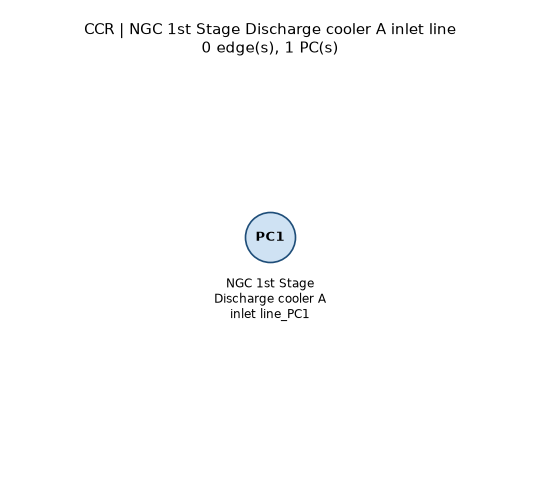 CCR | NGC 1st Stage Discharge cooler A inlet line
0 edge(s), 1 PC(s)
PC1
NGC 1st Stage
Discharge cooler A
inlet line_PC1